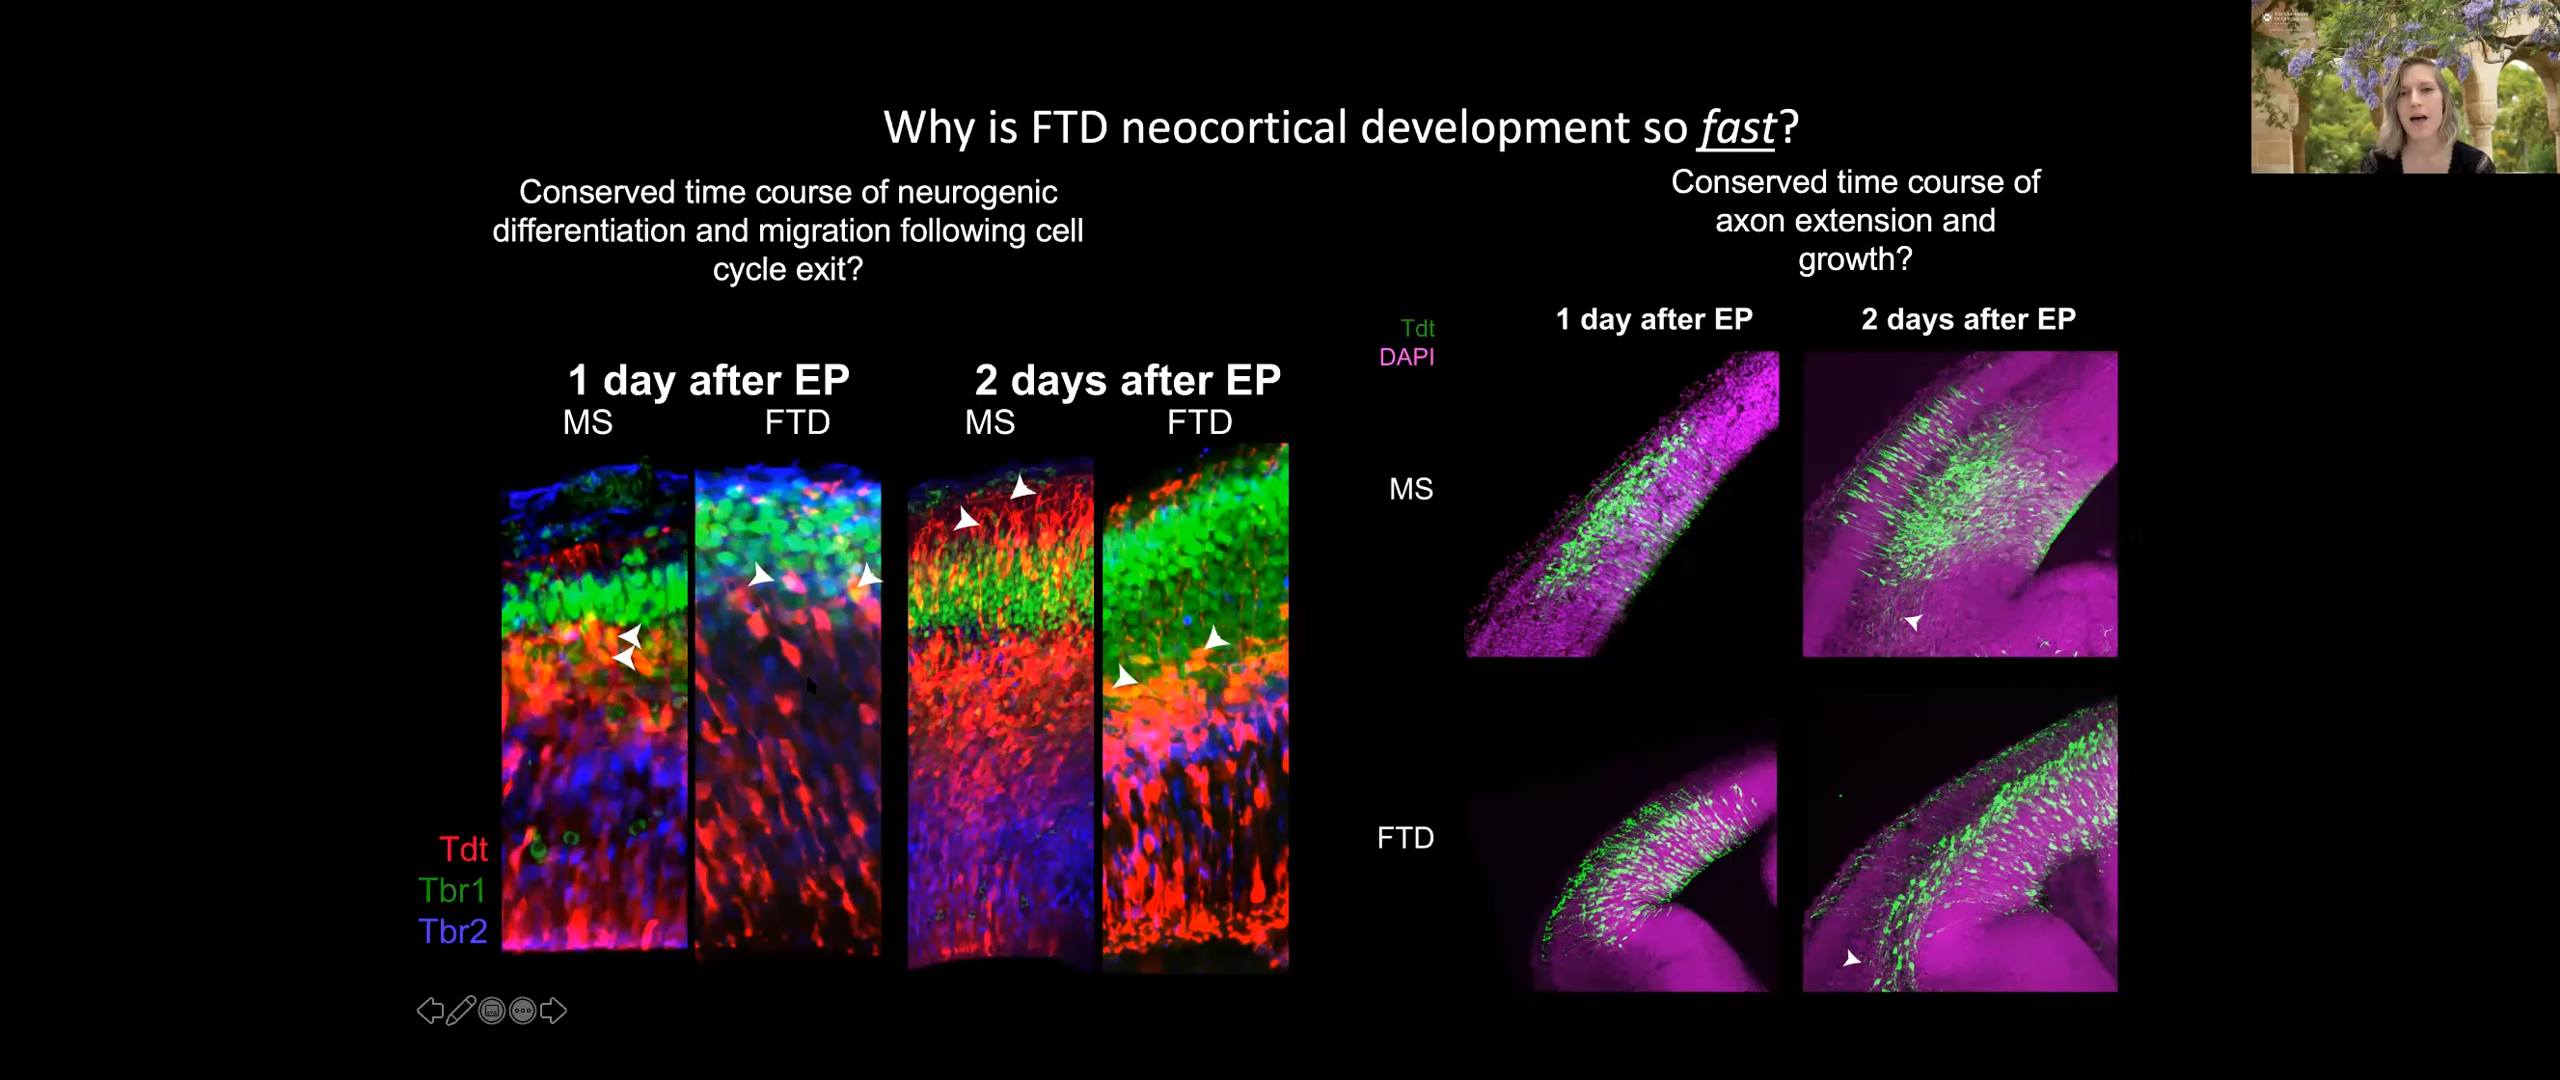 Why is FTD neocortical development so fast?
Conserved time course of neurogenic
differentiation and migration following cell
cycle exit?
1 day after EP
2 days after EP
MS
FTD
MS
FTD
Tdt
Tbr1
Tbr2
Conserved time course of
axon extension and
growth?
Tdt
DAPI
1 day after EP
2 days after EP
MS
FTD